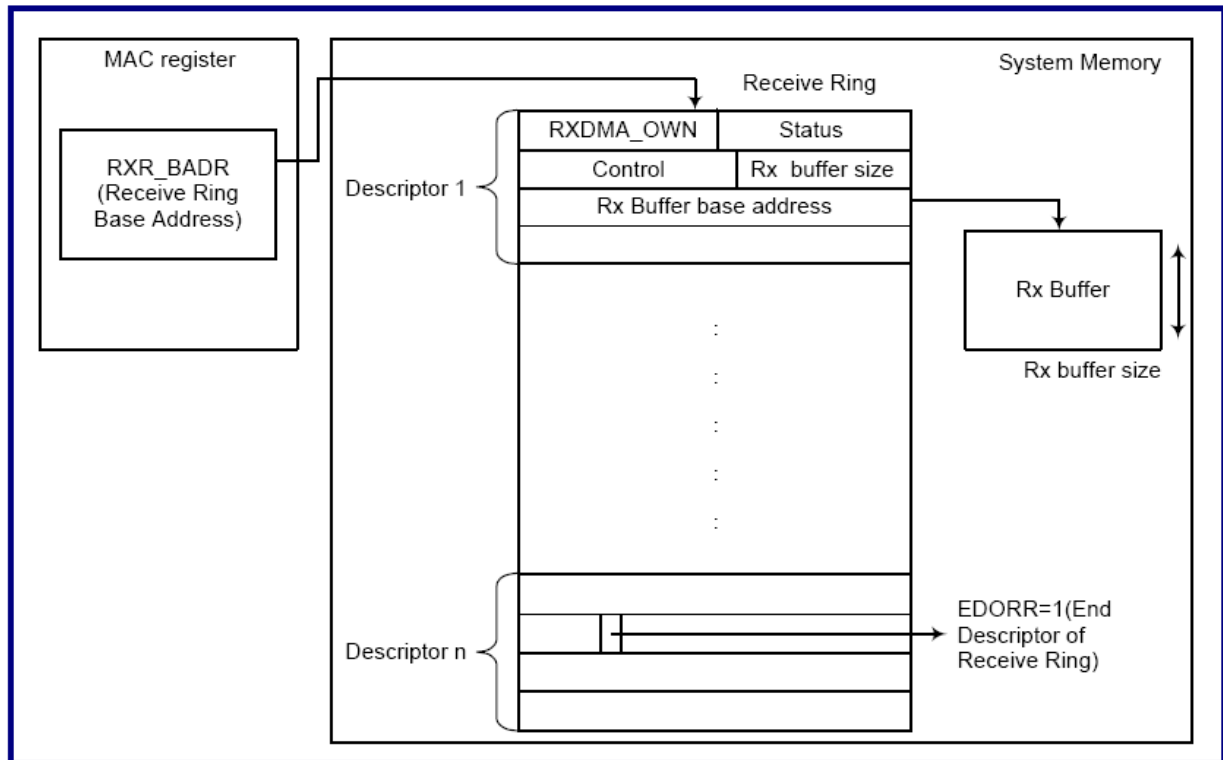 MAC register
System Memory
Receive Ring
RXDMA_OWN
Status
RXR_BADR
(Receive Ring
Base Address)
Control
Rx buffer size
Descriptor 1
Rx Buffer base address
Rx Buffer
Rx buffer size
:
:
:
:
:
EDORR=1(End
Descriptor of
Receive Ring)
Descriptor n